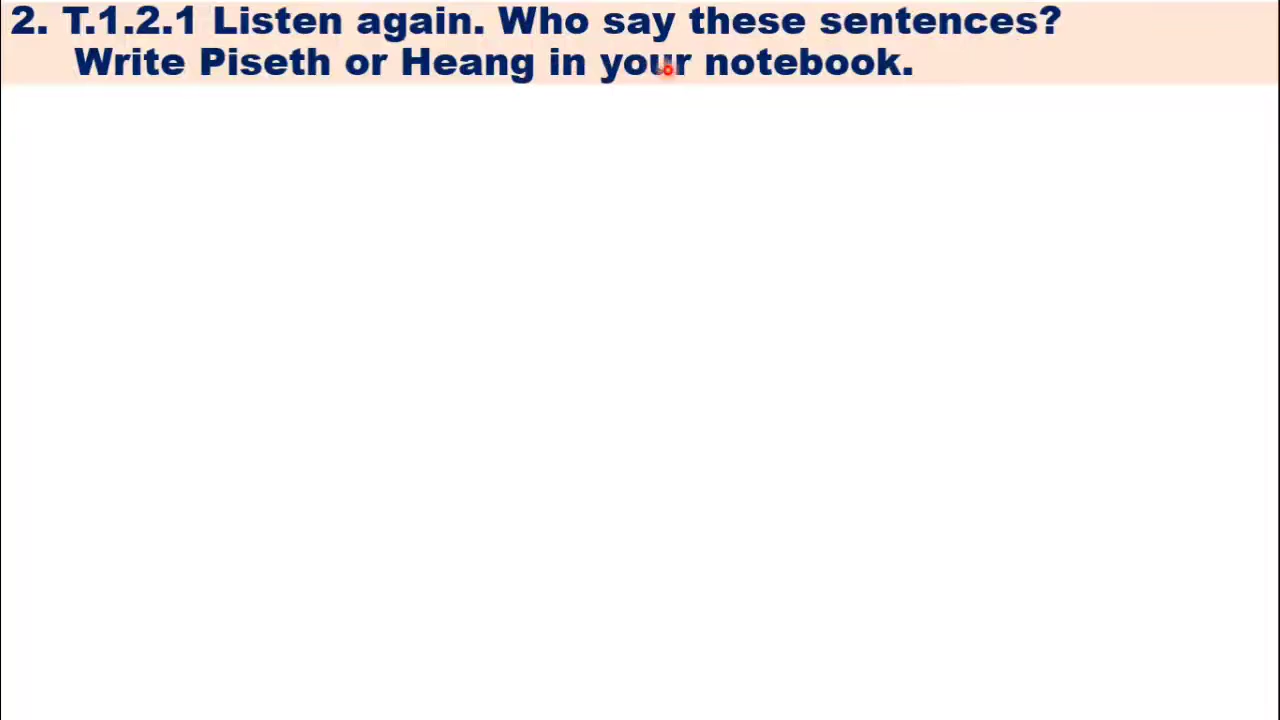 2. T.1.2.1 Listen again. Who say these sentences?
Write Piseth or Heang in your notebook.